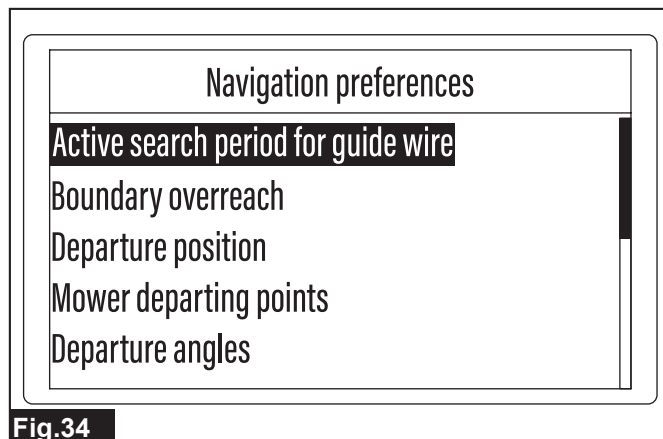 Navigation preferences
Active search period for guide wire
Boundary overreach
Departure position
Mower departing points
Departure angles
Fig.34